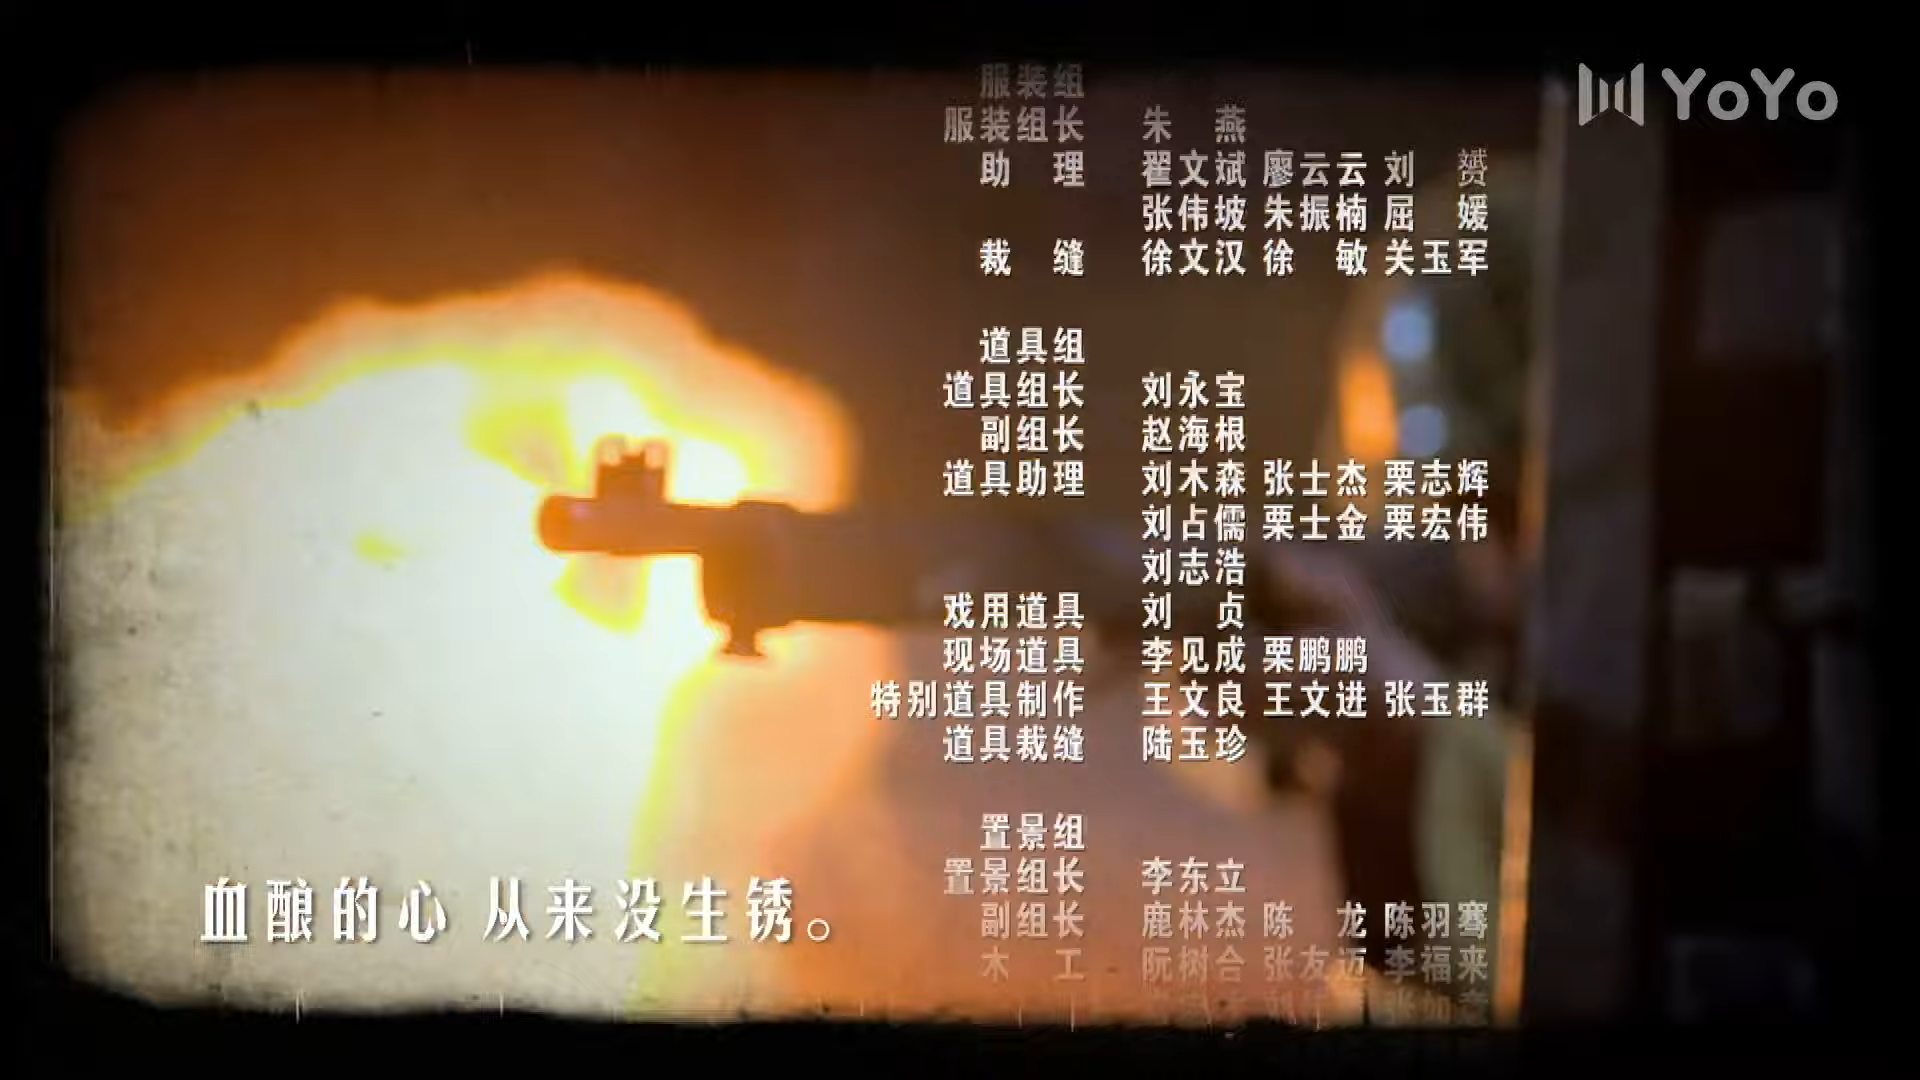 YoYo
服装组
服装组长 朱 燕
助 理 翟文斌 廖云云 刘 赟
张伟坡 朱振楠 屈 媛
裁 缝 徐文汉 徐 敏 关玉军
道具组
道具组长 刘永宝
副组长 赵海根
道具助理 刘木森 张士杰 栗志辉
刘占儒 栗士金 栗宏伟
刘志浩
戏用道具 刘 贞
现场道具 李见成 栗鹏鹏
特别道具制作 王文良 王文进 张玉群
道具裁缝 陆玉珍
置景组
置景组长 李东立
副组长 鹿林杰 陈 龙 陈羽骞
木 工 阮树合 张友迈 李福来
血酿的心 从来没生锈。